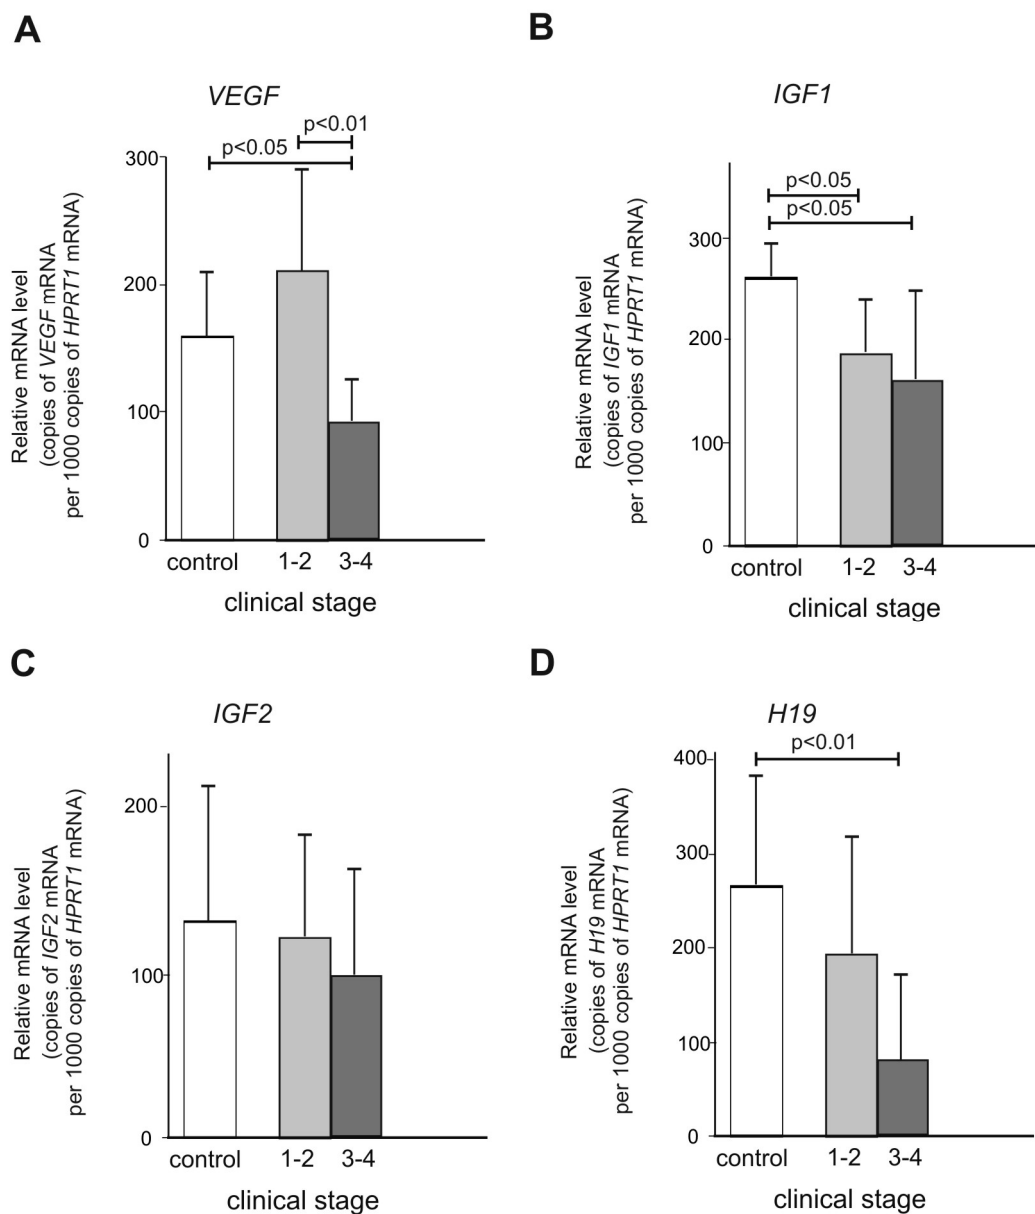 A
VEGF
p<0.01
p<0.05
300
200
100
0
Relative mRNA level
(copies of VEGF mRNA
per 1000 copies of HPRT1 mRNA)
control 1-2 3-4
clinical stage
B
IGF1
p<0.05
p<0.05
300
200
100
0
Relative mRNA level
(copies of IGF1 mRNA
per 1000 copies of HPRT1 mRNA)
control 1-2 3-4
clinical stage
C
IGF2
200
100
0
Relative mRNA level
(copies of IGF2 mRNA
per 1000 copies of HPRT1 mRNA)
control 1-2 3-4
clinical stage
D
H19
p<0.01
400
300
200
100
0
Relative mRNA level
(copies of H19 mRNA
per 1000 copies of HPRT1 mRNA)
control 1-2 3-4
clinical stage